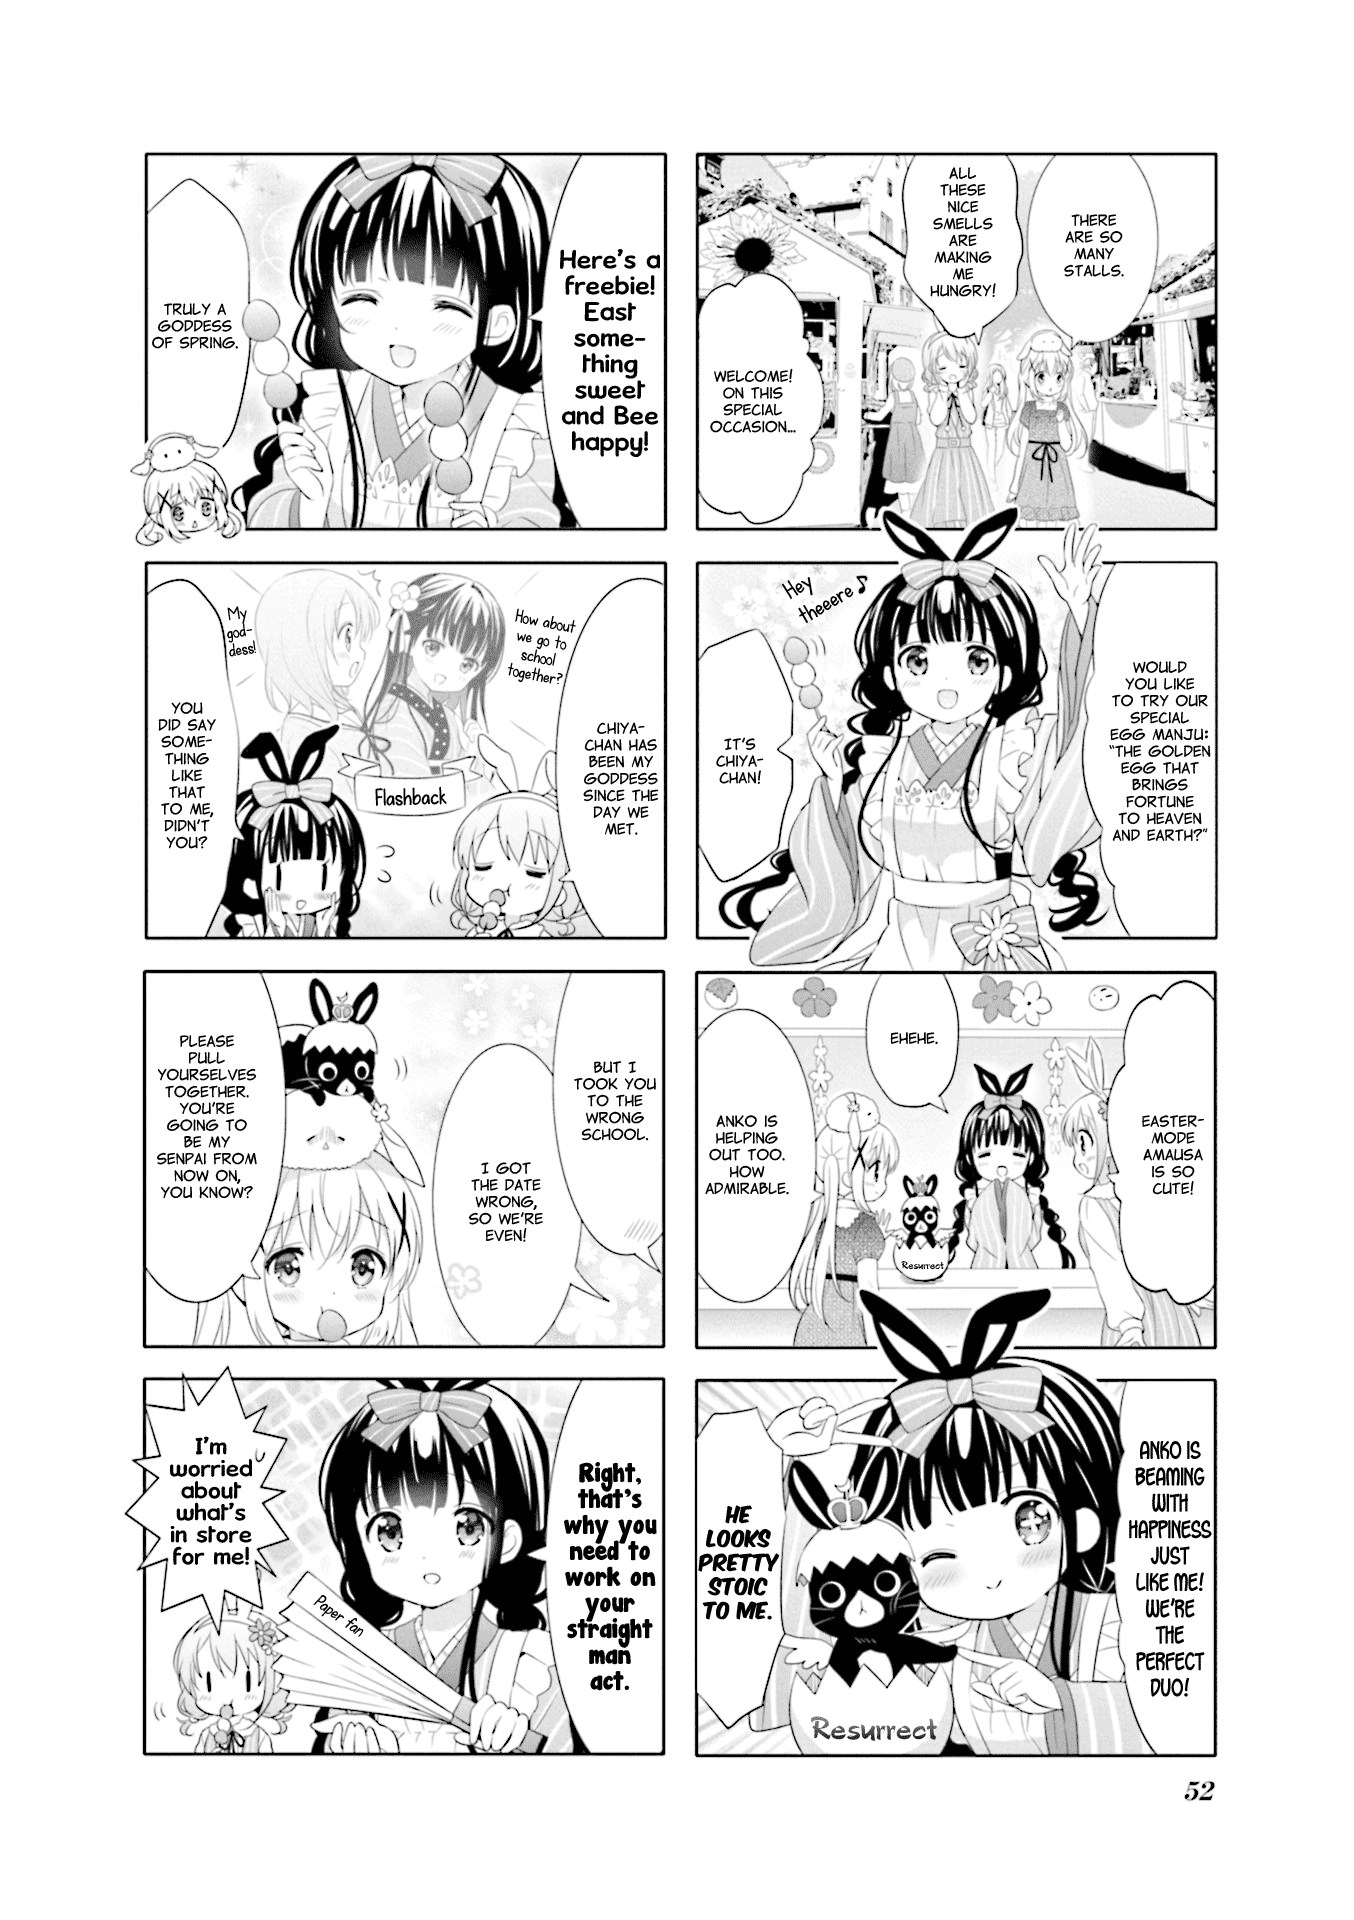 THERE
ARE SO
MANY
STALLS.
ALL
THESE
NICE
SMELLS
ARE
MAKING
ME
HUNGRY!
WELCOME!
ON THIS
SPECIAL
OCCASION...
WOULD
YOU LIKE
TO TRY OUR
SPECIAL
EGG MANJU:
"THE GOLDEN
EGG THAT
BRINGS
FORTUNE
TO HEAVEN
AND EARTH?"
Hey
theeere♪
IT'S
CHIYA-
CHAN!
EASTER-
MODE
AMAUSA
IS SO
CUTE!
EHEHE.
ANKO IS
HELPING
OUT TOO.
HOW
ADMIRABLE.
Resurrect
ANKO IS
BEAMING
WITH
HAPPINESS
JUST
LIKE ME!
WE'RE
THE
PERFECT
DUO!
HE
LOOKS
PRETTY
STOIC
TO ME.
Resurrect
Here's a
freebie!
East
some-
thing
sweet
and Bee
happy!
TRULY A
GODDESS
OF SPRING.
CHIYA-
CHAN HAS
BEEN MY
GODDESS
SINCE THE
DAY WE
MET.
How about
we go to
school
together?
My
god-
dess!
Flashback
YOU
DID SAY
SOME-
THING
LIKE
THAT
TO ME,
DIDN'T
YOU?
BUT I
TOOK YOU
TO THE
WRONG
SCHOOL.
I GOT
THE DATE
WRONG,
SO WE'RE
EVEN!
PLEASE
PULL
YOURSELVES
TOGETHER.
YOU'RE
GOING TO
BE MY
SENPAI FROM
NOW ON,
YOU KNOW?
Right,
that's
why you
need to
work on
your
straight
man
act.
Paper fan
I'm
worried
about
what's
in store
for me!
52